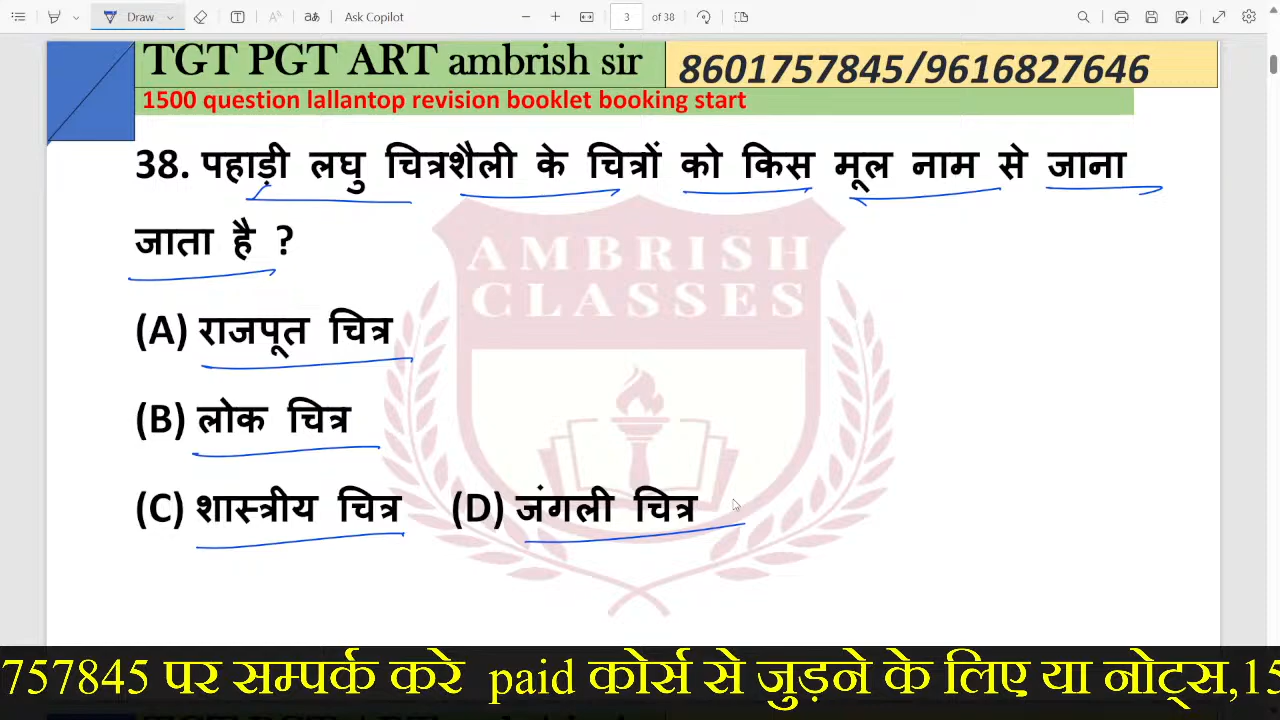 Draw
Ask Copilot
3 of 38
TGT PGT ART ambrish sir
8601757845/9616827646
1500 question lallantop revision booklet booking start
38. पहाड़ी लघु चित्रशैली के चित्रों को किस मूल नाम से जाना
जाता है ?
AMBRISH
CLASSES
(A) राजपूत चित्र
(B) लोक चित्र
(C) शास्त्रीय चित्र (D) जंगली चित्र
757845 पर सम्पर्क करे paid कोर्स से जुड़ने के लिए या नोट्स,15